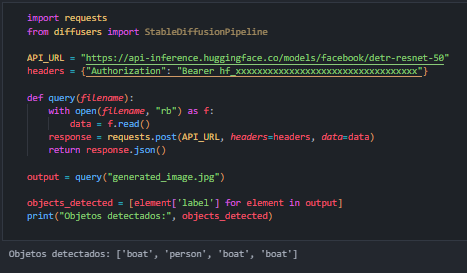 import requests
from diffusers import StableDiffusionPipeline
API_URL = "https://api-inference.huggingface.co/models/facebook/detr-resnet-50"
headers = {"Authorization": "Bearer hf_xxxxxxxxxxxxxxxxxxxxxxxxxxxxxxxxxx"}
def query(filename):
    with open(filename, "rb") as f:
        data = f.read()
    response = requests.post(API_URL, headers=headers, data=data)
    return response.json()
output = query("generated_image.jpg")
objects_detected = [element['label'] for element in output]
print("Objetos detectados:", objects_detected)
Objetos detectados: ['boat', 'person', 'boat', 'boat']